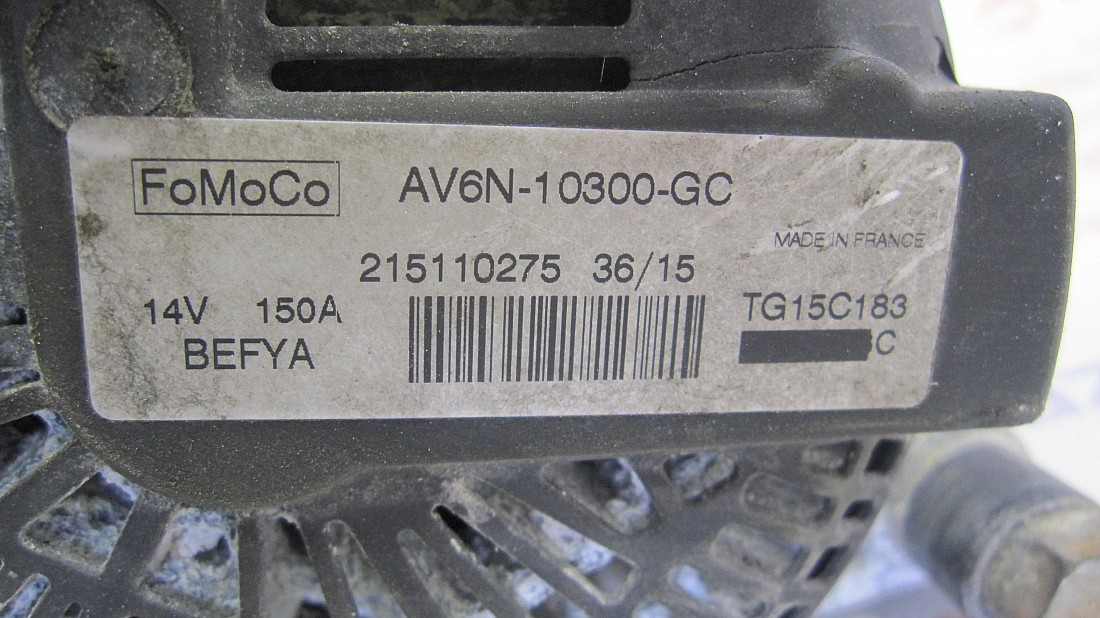 FoMoCo AV6N-10300-GC
MADE IN FRANCE
215110275 36/15
14V 150A
TG15C183
BEFYA
C